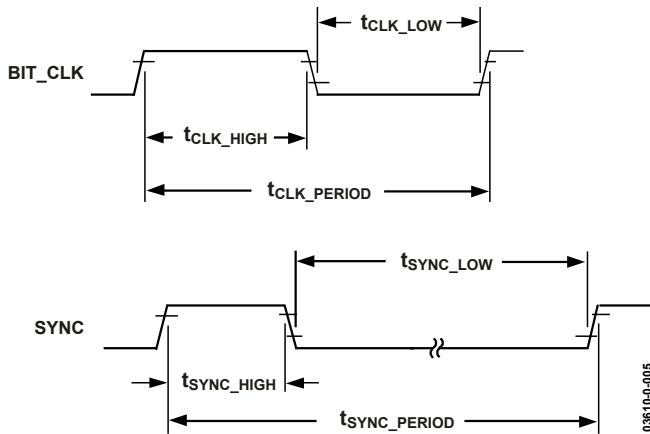 tCLK_LOW
BIT_CLK
tCLK_HIGH
tCLK_PERIOD
tSYNC_LOW
SYNC
tSYNC_HIGH
tSYNC_PERIOD
03610-0-005